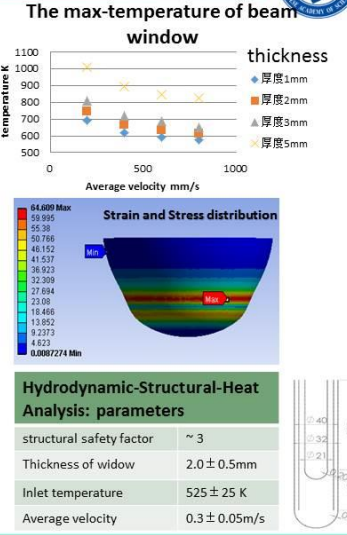 The max-temperature of beam
window
1100
1000
900
800
700
600
500
temperature K
0
500
1000
Average velocity mm/s
thickness
厚度1mm
厚度2mm
厚度3mm
厚度5mm
64.609 Max
59.995
55.38
50.766
46.152
41.537
36.923
32.309
27.694
23.08
18.466
13.852
9.2373
4.623
0.0087274 Min
Strain and Stress distribution
Min
Max
Hydrodynamic-Structural-Heat
Analysis: parameters
structural safety factor ~ 3
Thickness of widow 2.0±0.5mm
Inlet temperature 525±25 K
Average velocity 0.3±0.05m/s
40
32
21